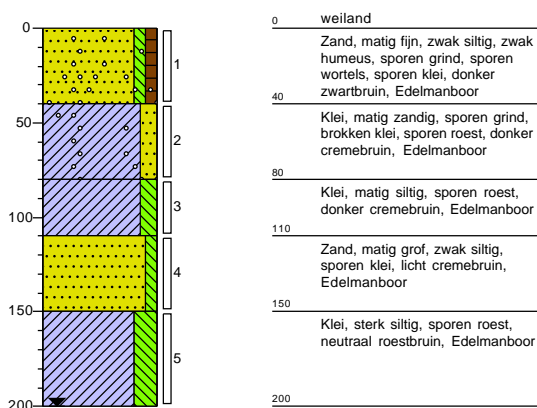 0
50
100
150
200
1
2
3
4
5
0 weiland
Zand, matig fijn, zwak siltig, zwak
humeus, sporen grind, sporen
wortels, sporen klei, donker
zwartbruin, Edelmanboor
40
Klei, matig zandig, sporen grind,
brokken klei, sporen roest, donker
cremebruin, Edelmanboor
80
Klei, matig siltig, sporen roest,
donker cremebruin, Edelmanboor
110
Zand, matig grof, zwak siltig,
sporen klei, licht cremebruin,
Edelmanboor
150
Klei, sterk siltig, sporen roest,
neutraal roestbruin, Edelmanboor
200